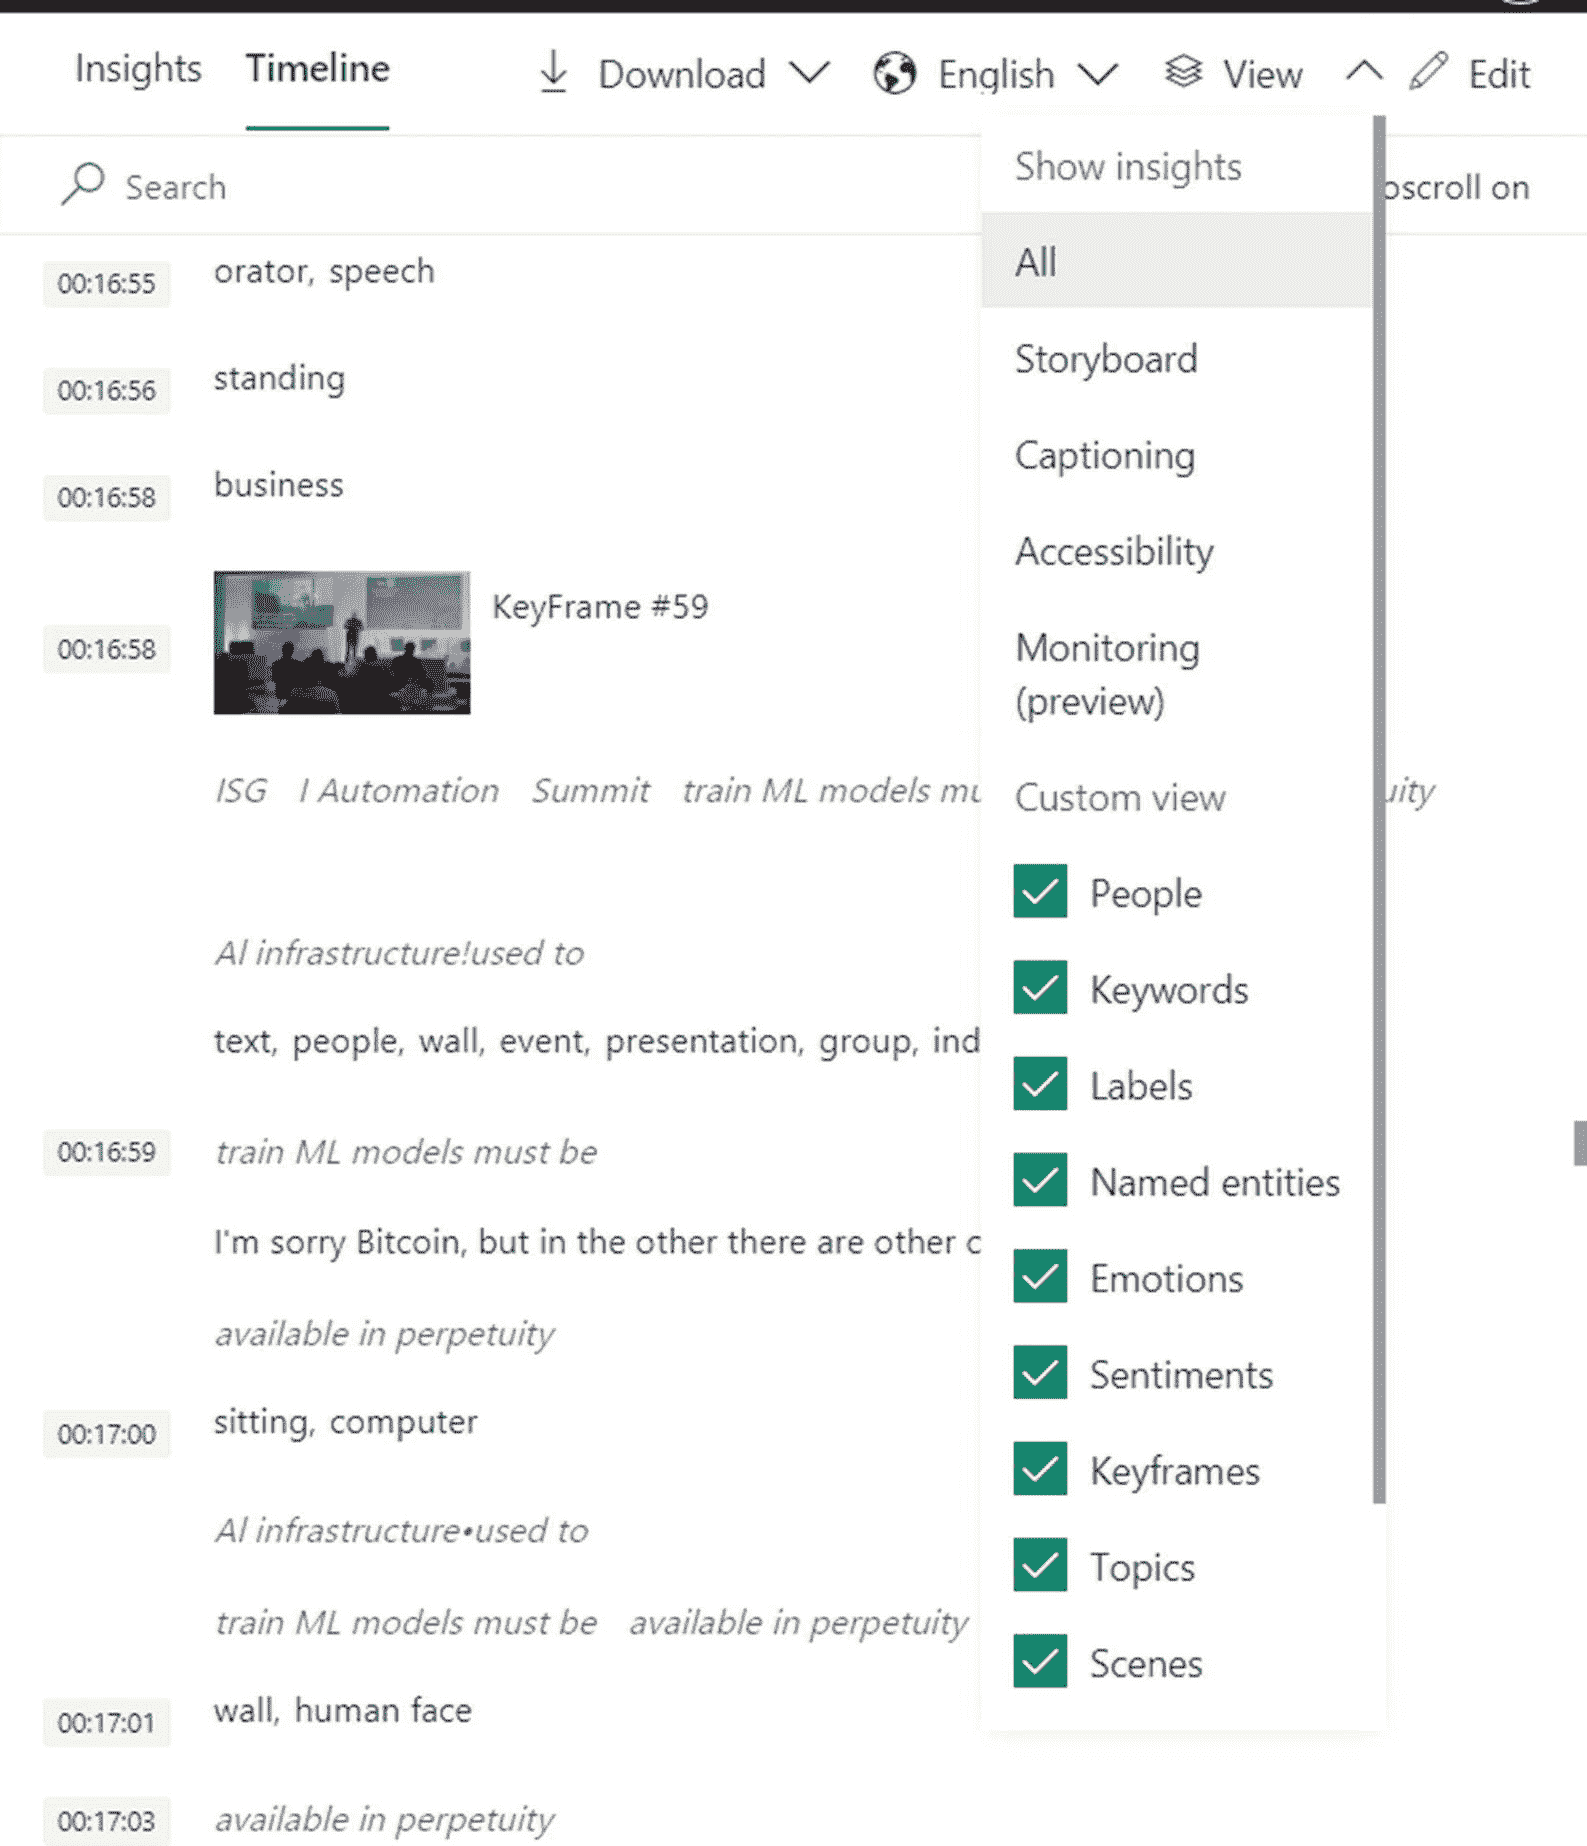 Insights Timeline Download English View Edit
Search
Show insights
oscroll on
All
Storyboard
Captioning
Accessibility
Monitoring
(preview)
Custom view
People
Keywords
Labels
Named entities
Emotions
Sentiments
Keyframes
Topics
Scenes
00:16:55 orator, speech
00:16:56 standing
00:16:58 business
00:16:58 KeyFrame #59
ISG I Automation Summit train ML models mu uity
Al infrastructure!used to
text, people, wall, event, presentation, group, ind
00:16:59 train ML models must be
I'm sorry Bitcoin, but in the other there are other c
available in perpetuity
00:17:00 sitting, computer
Al infrastructure•used to
train ML models must be available in perpetuity
00:17:01 wall, human face
00:17:03 available in perpetuity